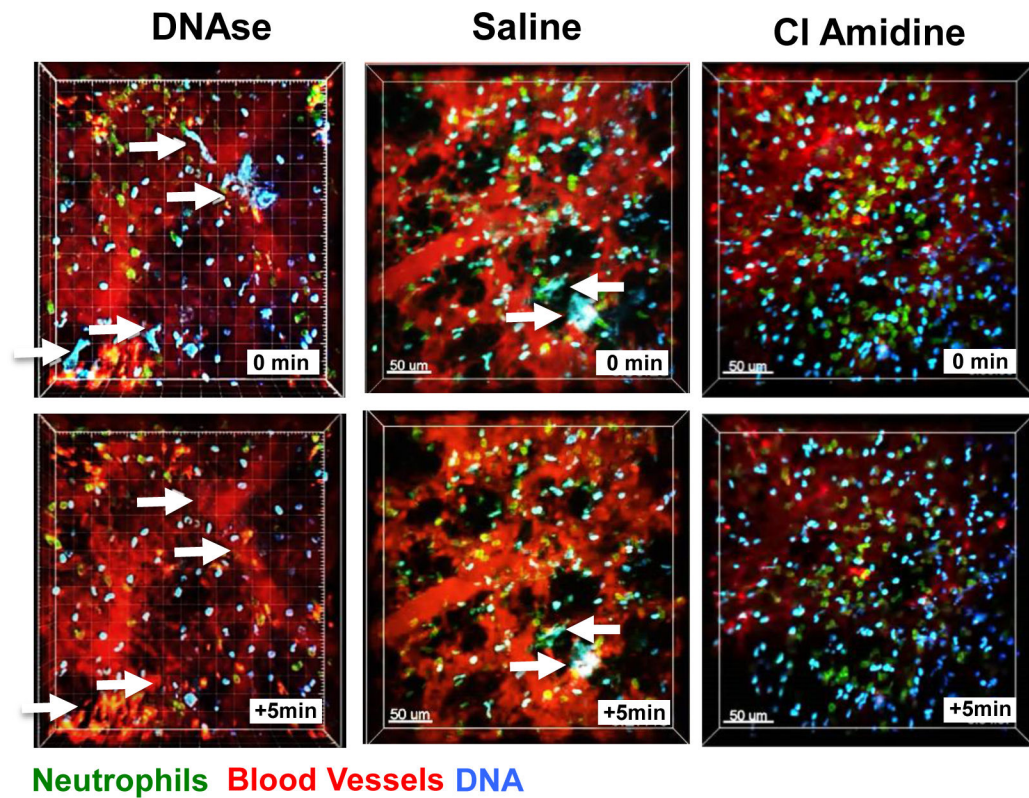 DNAse
Saline
Cl Amidine
0 min
50 um
0 min
50 um
0 min
+5min
50 um
+5min
50 um
+5min
Neutrophils Blood Vessels DNA